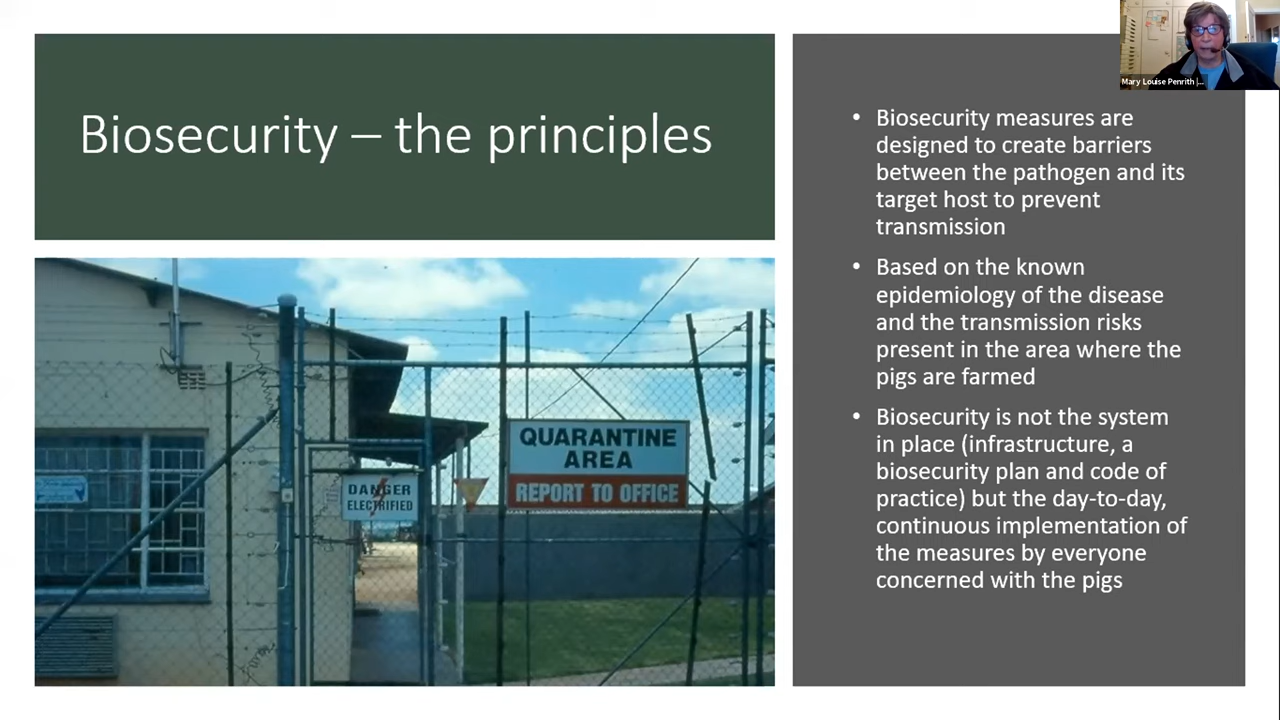 Biosecurity – the principles
QUARANTINE
AREA
REPORT TO OFFICE
DANGER
ELECTRIFIED
Mary Louise Penrith |...
• Biosecurity measures are
designed to create barriers
between the pathogen and its
target host to prevent
transmission
• Based on the known
epidemiology of the disease
and the transmission risks
present in the area where the
pigs are farmed
• Biosecurity is not the system
in place (infrastructure, a
biosecurity plan and code of
practice) but the day-to-day,
continuous implementation of
the measures by everyone
concerned with the pigs